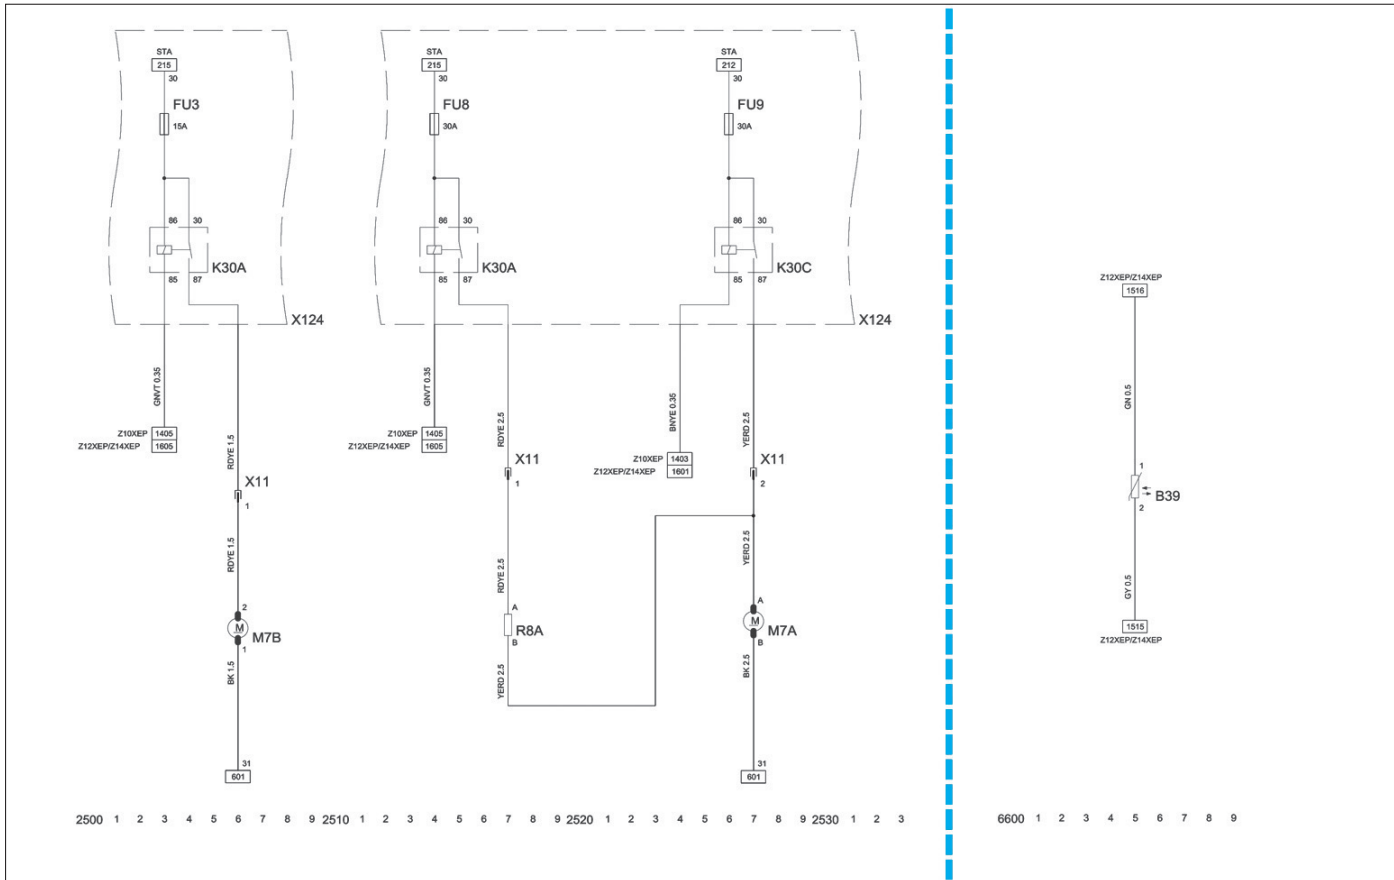 STA STA STA
215 215 212
30 30 30
FU3 FU8 FU9
15A 30A 30A
86 30 86 30 86 30
K30A K30A K30C
85 87 85 87 85 87
Z12XEP/Z14XEP
1516
X124 X124
GNVT 0.35 GNVT 0.35 BNYE 0.35 GN 0.5
RDYE 1.5 RDYE 2.5 YERD 2.5
Z10XEP 1405 Z10XEP 1405
Z12XEP/Z14XEP 1605 Z12XEP/Z14XEP 1605
Z10XEP 1403
Z12XEP/Z14XEP 1601
X11 X11
1 2
1
B39
2
X11
1
RDYE 1.5 RDYE 2.5 YERD 2.5
GY 0.5
2 A A
M M
M7B R8A M7A
1 B B
1515
Z12XEP/Z14XEP
BK 1.5 YERD 2.5 BK 2.5
31 31
601 601
2500 1 2 3 4 5 6 7 8 9 2510 1 2 3 4 5 6 7 8 9 2520 1 2 3 4 5 6 7 8 9 2530 1 2 3 6600 1 2 3 4 5 6 7 8 9